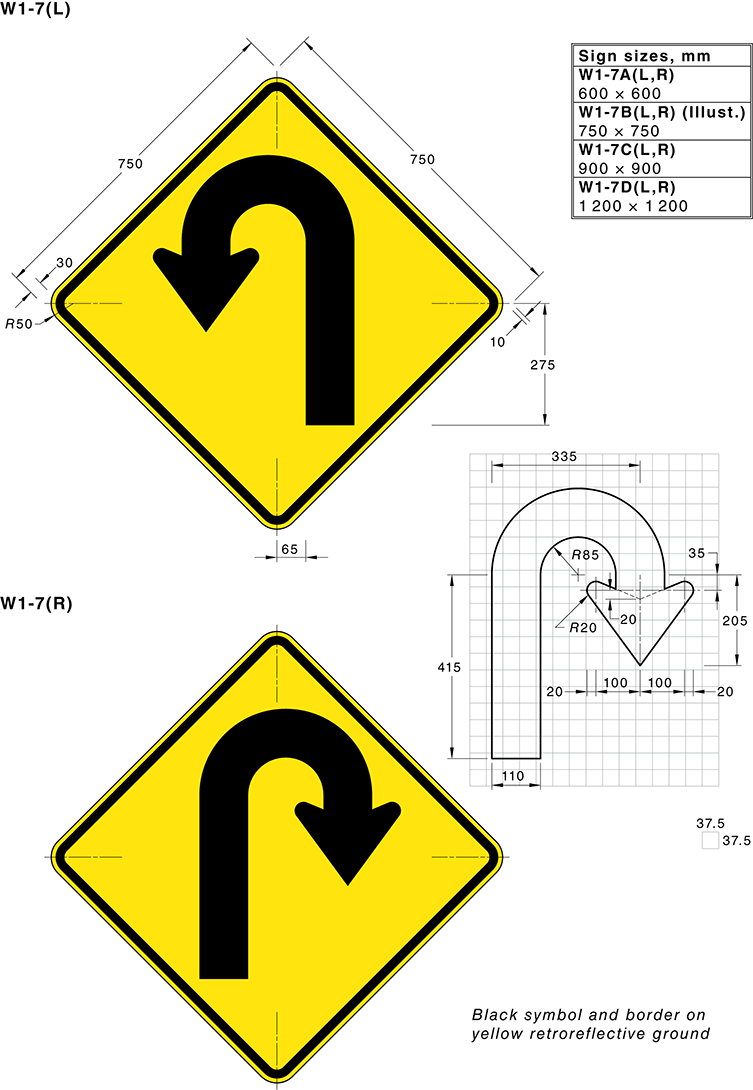 W1-7(L)
Sign sizes, mm
W1-7A(L,R)
600 × 600
W1-7B(L,R) (Illust.)
750 × 750
W1-7C(L,R)
900 × 900
W1-7D(L,R)
1 200 × 1 200
750
750
30
R50
10
275
65
335
R85
35
20
R20
205
415
20
100
100
20
110
W1-7(R)
37.5
37.5
Black symbol and border on
yellow retroreflective ground